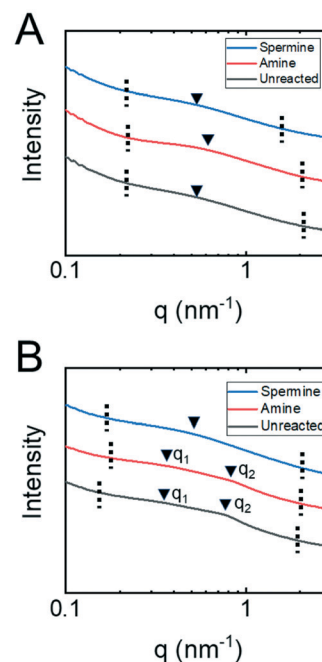 A
Intensity
Spermine
Amine
Unreacted
0.1
1
q (nm⁻¹)
B
Intensity
Spermine
Amine
Unreacted
q₁
q₂
q₁
q₂
0.1
1
q (nm⁻¹)